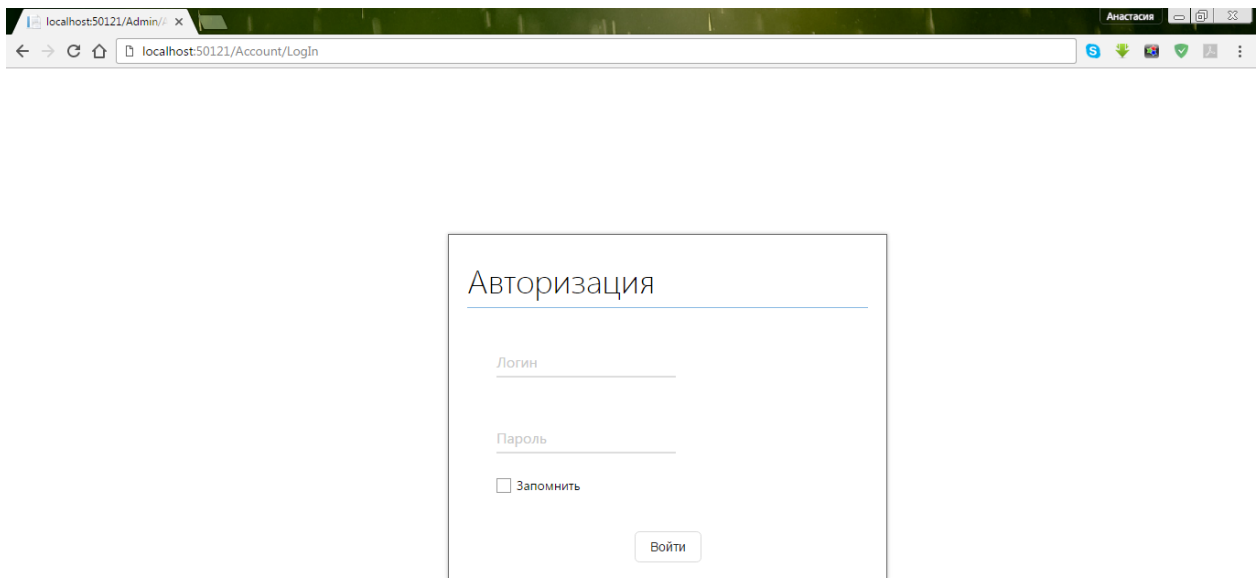 localhost:50121/Admin/A
Анастасия
localhost:50121/Account/LogIn
Авторизация
Логин
Пароль
Запомнить
Войти